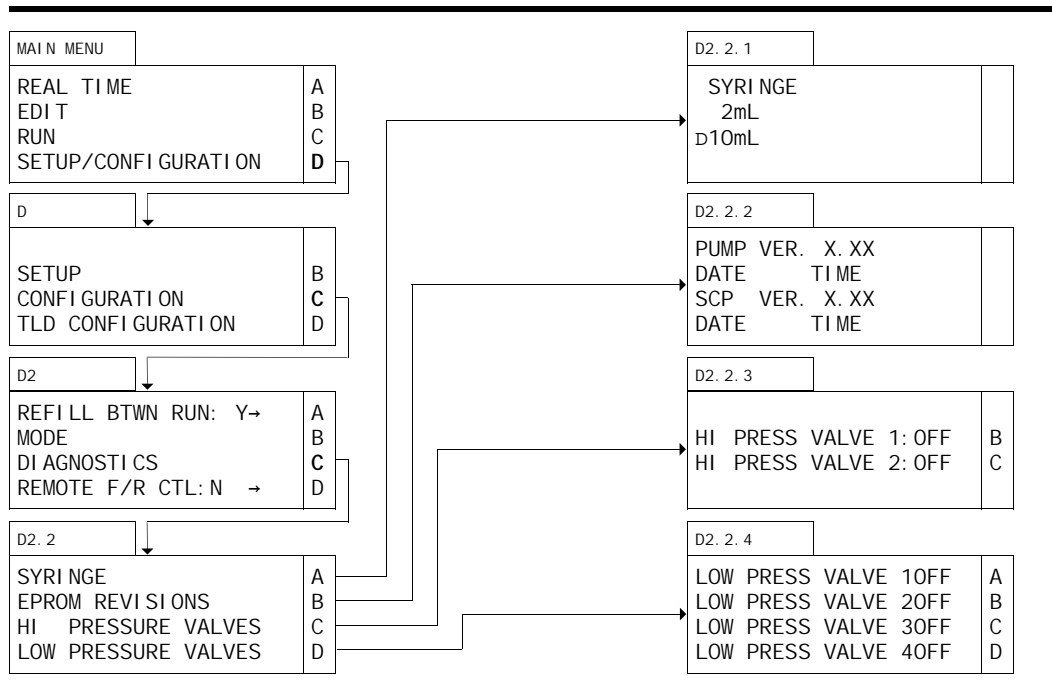 MAIN MENU
REAL TIME A
EDIT B
RUN C
SETUP/CONFIGURATION D
D
SETUP B
CONFIGURATION C
TLD CONFIGURATION D
D2
REFILL BTWN RUN: Y→ A
MODE B
DIAGNOSTICS C
REMOTE F/R CTL:N → D
D2.2
SYRINGE A
EPROM REVISIONS B
HI PRESSURE VALVES C
LOW PRESSURE VALVES D
D2.2.1
SYRINGE
2mL
D10mL
D2.2.2
PUMP VER. X.XX
DATE TIME
SCP VER. X.XX
DATE TIME
D2.2.3
HI PRESS VALVE 1:OFF B
HI PRESS VALVE 2:OFF C
D2.2.4
LOW PRESS VALVE 1OFF A
LOW PRESS VALVE 2OFF B
LOW PRESS VALVE 3OFF C
LOW PRESS VALVE 4OFF D